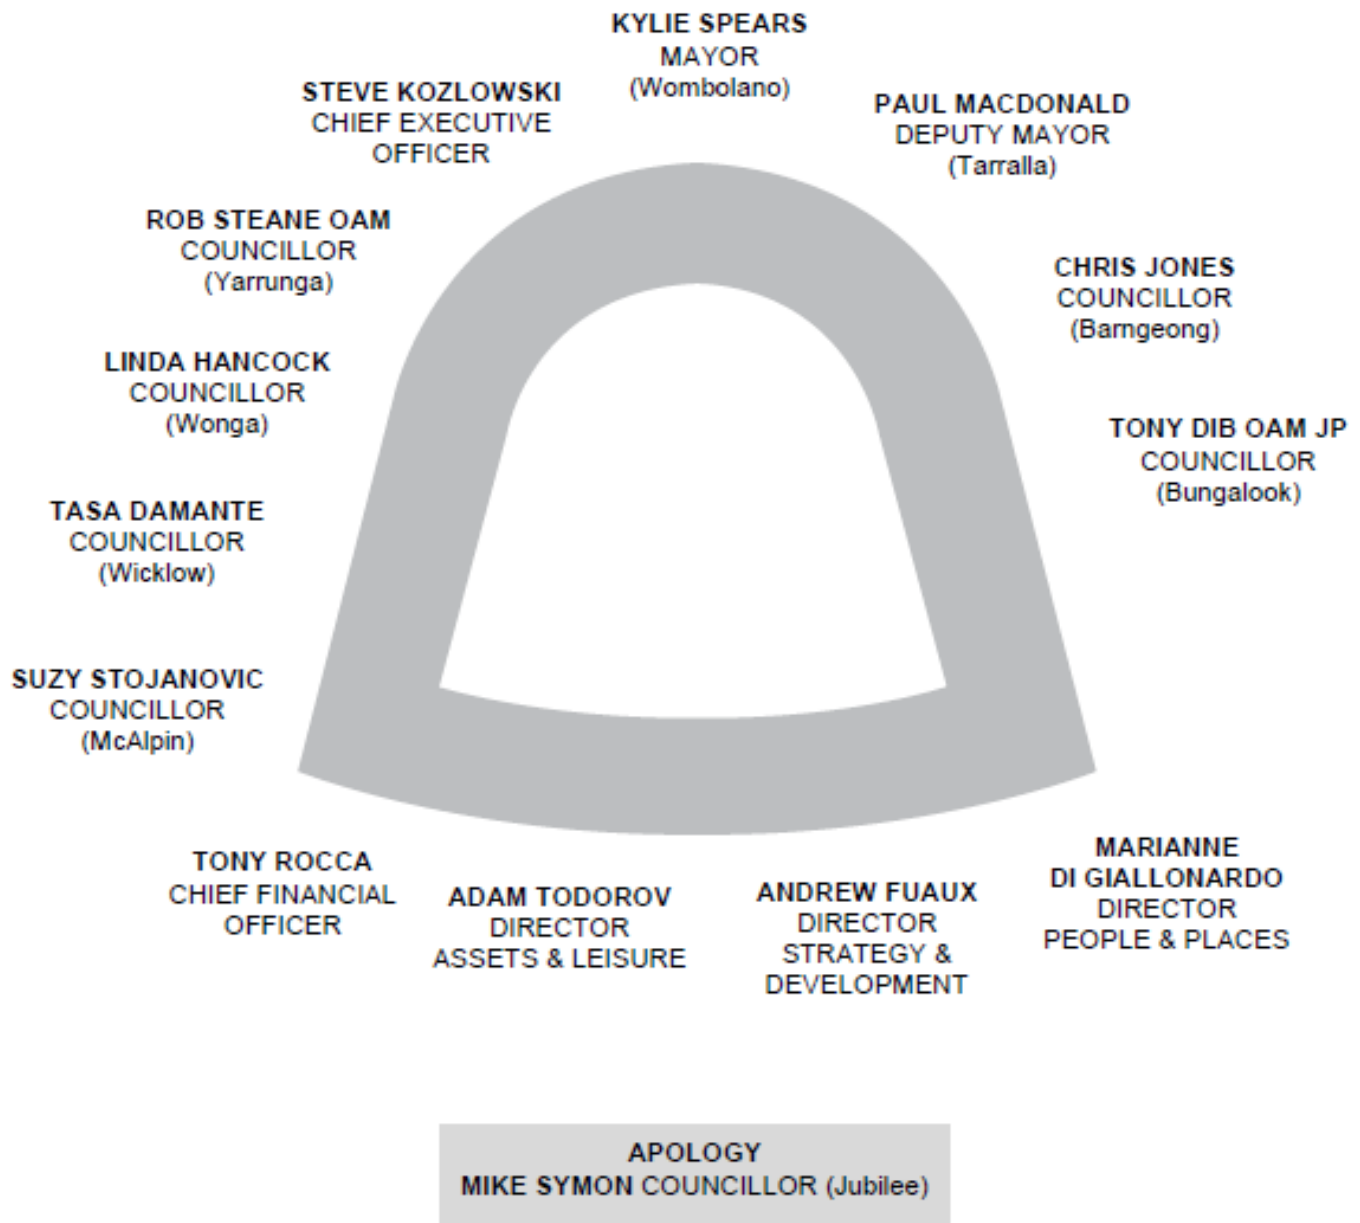 KYLIE SPEARS
MAYOR
(Wombolano)
STEVE KOZLOWSKI
CHIEF EXECUTIVE
OFFICER
PAUL MACDONALD
DEPUTY MAYOR
(Tarralla)
ROB STEANE OAM
COUNCILLOR
(Yarrunga)
CHRIS JONES
COUNCILLOR
(Barngeong)
LINDA HANCOCK
COUNCILLOR
(Wonga)
TONY DIB OAM JP
COUNCILLOR
(Bungalook)
TASA DAMANTE
COUNCILLOR
(Wicklow)
SUZY STOJANOVIC
COUNCILLOR
(McAlpin)
TONY ROCCA
CHIEF FINANCIAL
OFFICER
ADAM TODOROV
DIRECTOR
ASSETS & LEISURE
ANDREW FUAUX
DIRECTOR
STRATEGY &
DEVELOPMENT
MARIANNE
DI GIALLONARDO
DIRECTOR
PEOPLE & PLACES
APOLOGY
MIKE SYMON COUNCILLOR (Jubilee)